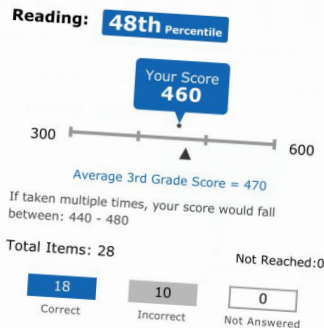 Reading: 48th Percentile
Your Score
460
300 600
Average 3rd Grade Score = 470
If taken multiple times, your score would fall
between: 440 - 480
Total Items: 28 Not Reached:0
18 10 0
Correct Incorrect Not Answered